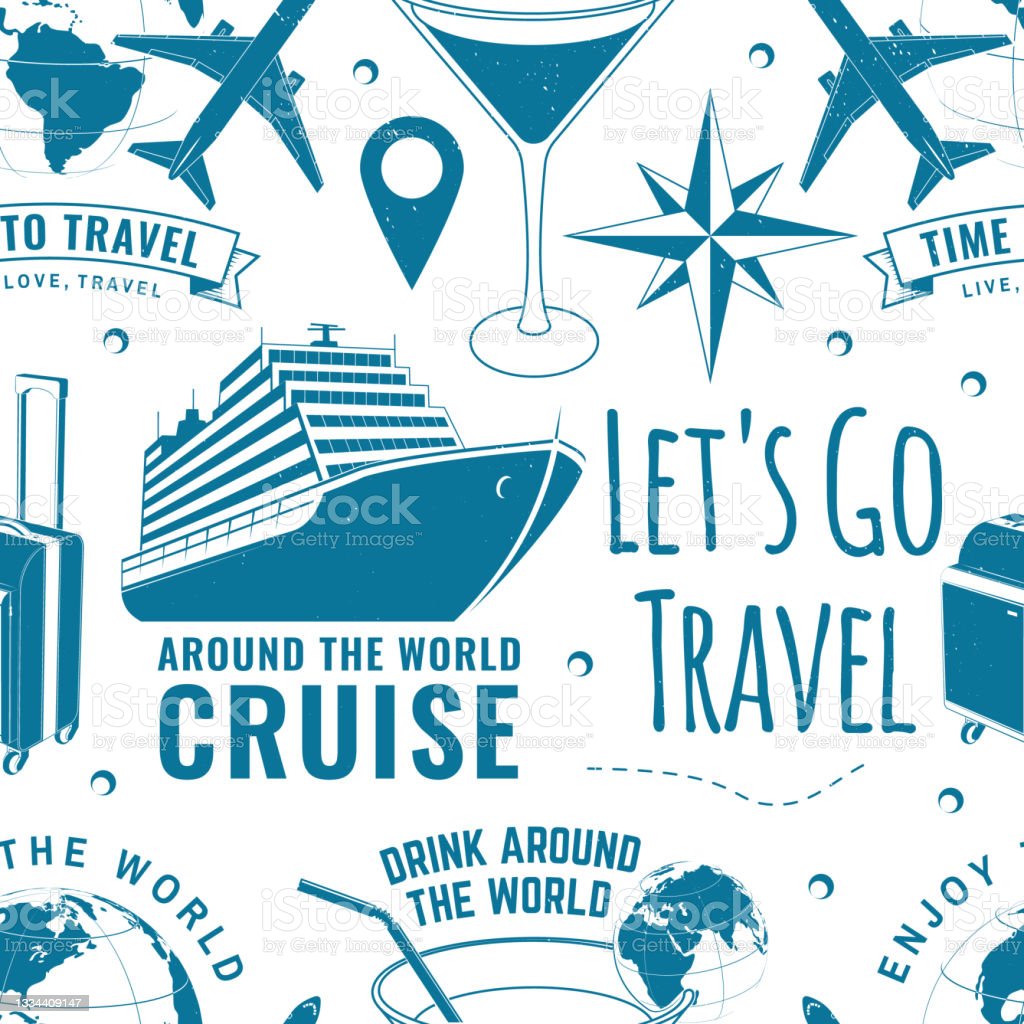 TO TRAVEL
LOVE, TRAVEL
TIME
LIVE,
LET'S GO
TRAVEL
AROUND THE WORLD
CRUISE
THE WORLD
DRINK AROUND
THE WORLD
ENJOY
iStock
by Getty Images™
1334409147